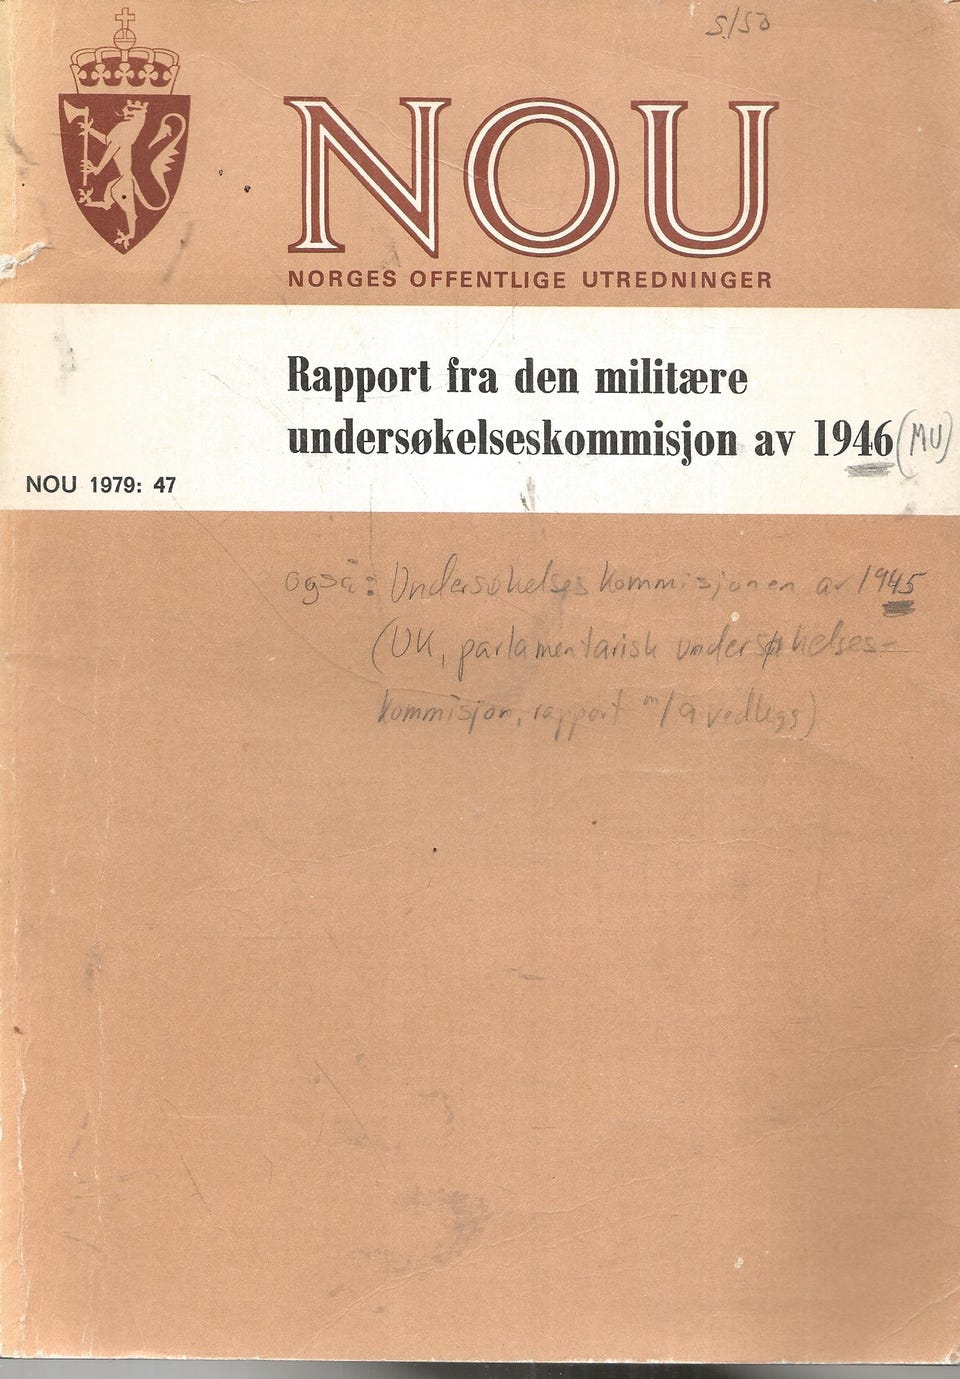 5/50
NOU
NORGES OFFENTLIGE UTREDNINGER
Rapport fra den militære
undersøkelseskommisjon av 1946 (MU)
NOU 1979: 47
også: Undersøkelseskommisjonen av 1945
(UK, parlamentarisk undersøkelses-
kommisjon, rapport m/9 vedlegg)